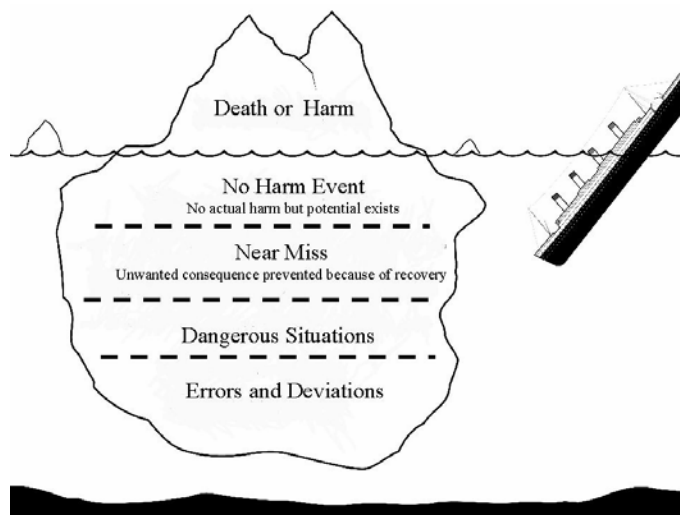 Death or Harm
No Harm Event
No actual harm but potential exists
Near Miss
Unwanted consequence prevented because of recovery
Dangerous Situations
Errors and Deviations